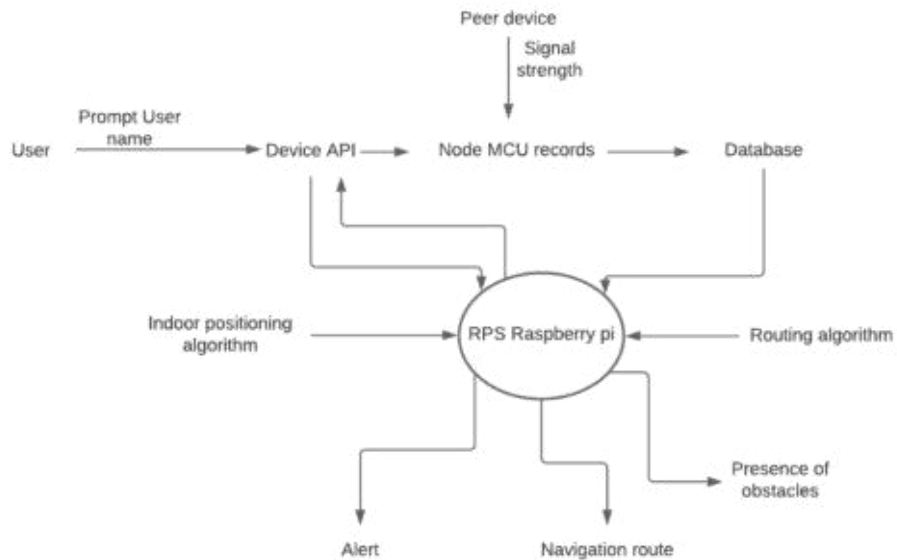 Peer device
Signal
strength
Prompt User
name
User
Device API
Node MCU records
Database
Indoor positioning
algorithm
RPS Raspberry pi
Routing algorithm
Presence of
obstacles
Alert
Navigation route